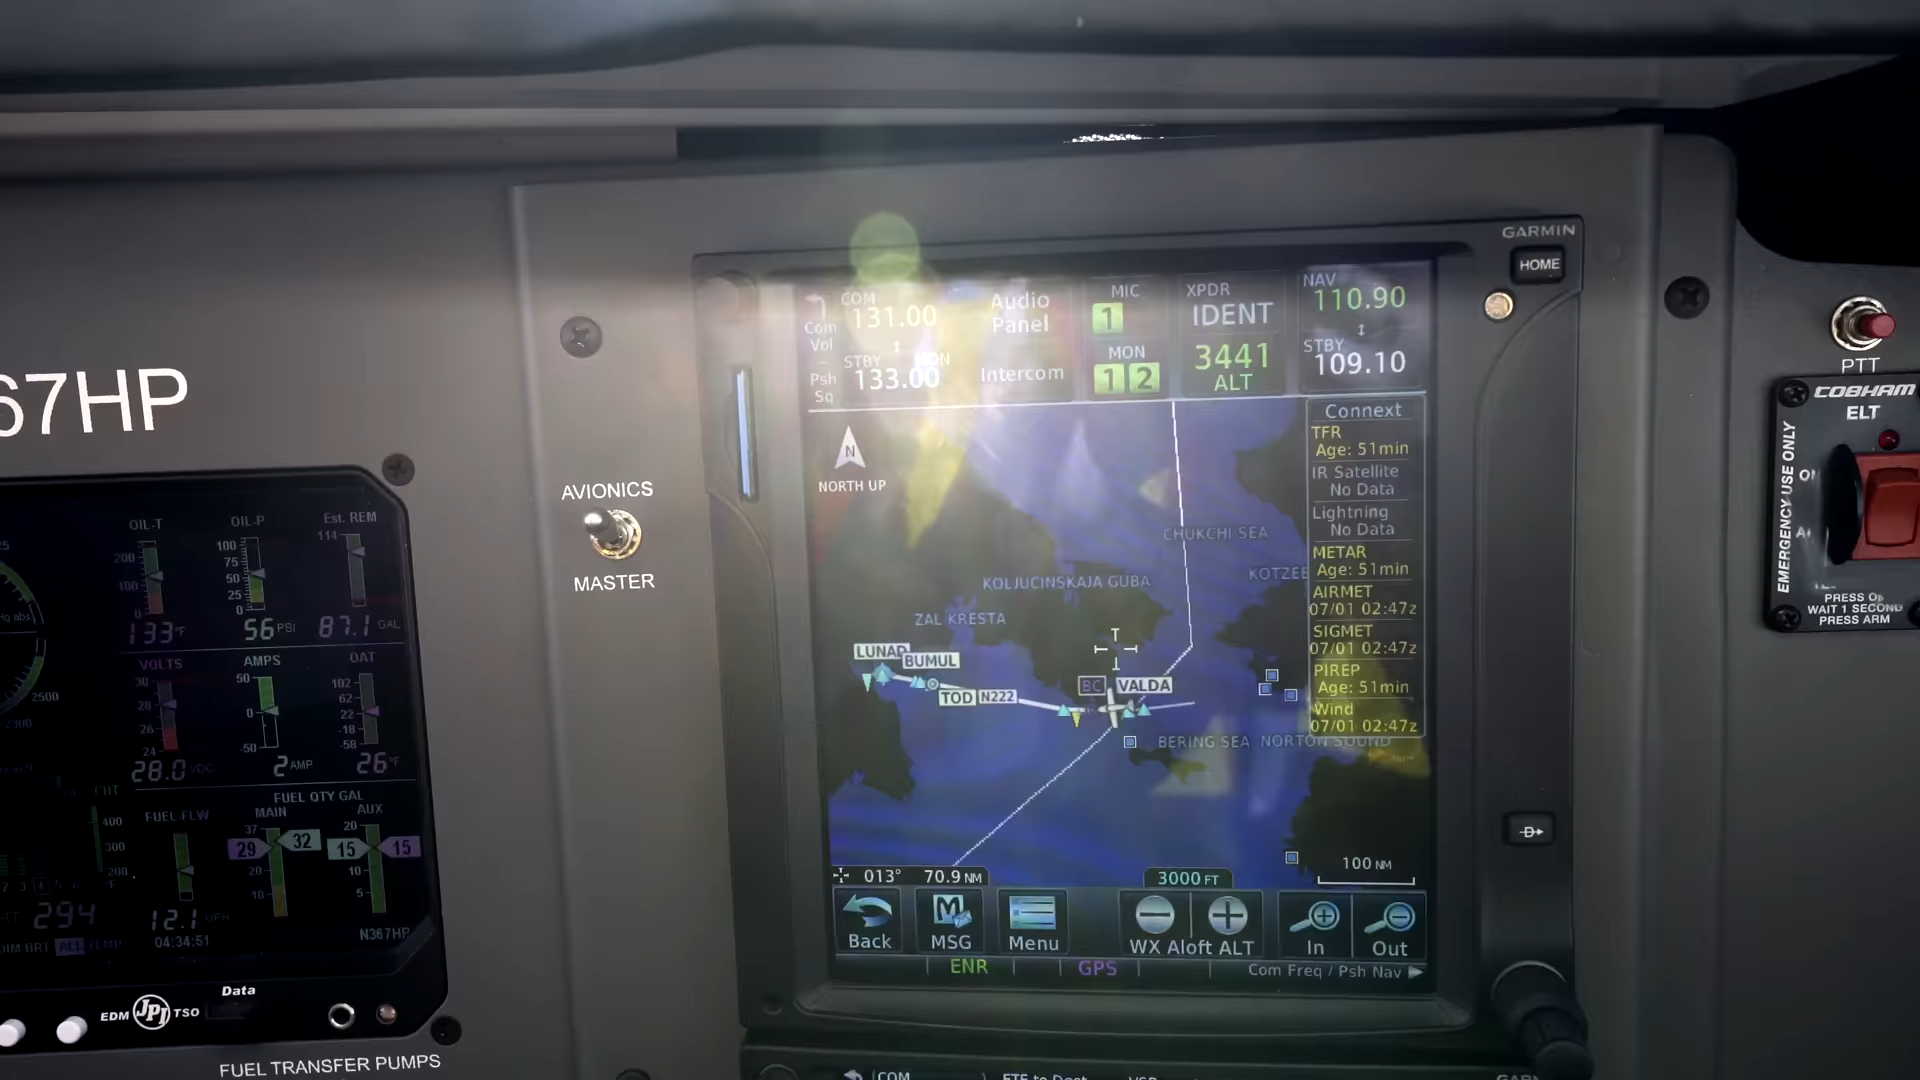 67HP
OIL-T
OIL-P
Est. REM
200
100
0
133°F
100
75
50
25
0
56 PSI
114
87.1 GAL
VOLTS
AMPS
OAT
30
28
26
24
28.0 VDC
50
0
-50
2 AMP
102
62
22
-18
-58
26°F
2500
CHT
400
300
200
°F
294
FUEL-FLW
12.1 GPH
04:34:51
FUEL QTY GAL
MAIN
AUX
37
29
32
20
10
20
15
15
10
5
N367HP
DIM BRT ALL TEMP
Data
EDM JPI TSO
FUEL TRANSFER PUMPS
AVIONICS
MASTER
GARMIN
HOME
COM
131.00
Com
Vol
STBY MON
133.00
Psh
Sq
Audio
Panel
Intercom
MIC
1
MON
1 2
XPDR
IDENT
3441
ALT
NAV
110.90
STBY
109.10
N
NORTH UP
Connext
TFR
Age: 51min
IR Satellite
No Data
Lightning
No Data
METAR
Age: 51min
AIRMET
07/01 02:47z
SIGMET
07/01 02:47z
PIREP
Age: 51min
Wind
07/01 02:47z
CHUKCHI SEA
KOLJUCINSKAJA GUBA
KOTZEB
ZAL KRESTA
LUNAD
BUMUL
TOD
N222
BC
VALDA
BERING SEA
NORTON SOUND
013° 70.9NM
3000 FT
100 NM
Back
MSG
Menu
WX Aloft ALT
In
Out
ENR
GPS
Com Freq / Psh Nav
D
COM
PTT
COBHAM
ELT
EMERGENCY USE ONLY
ON
PRESS ON
WAIT 1 SECOND
PRESS ARM